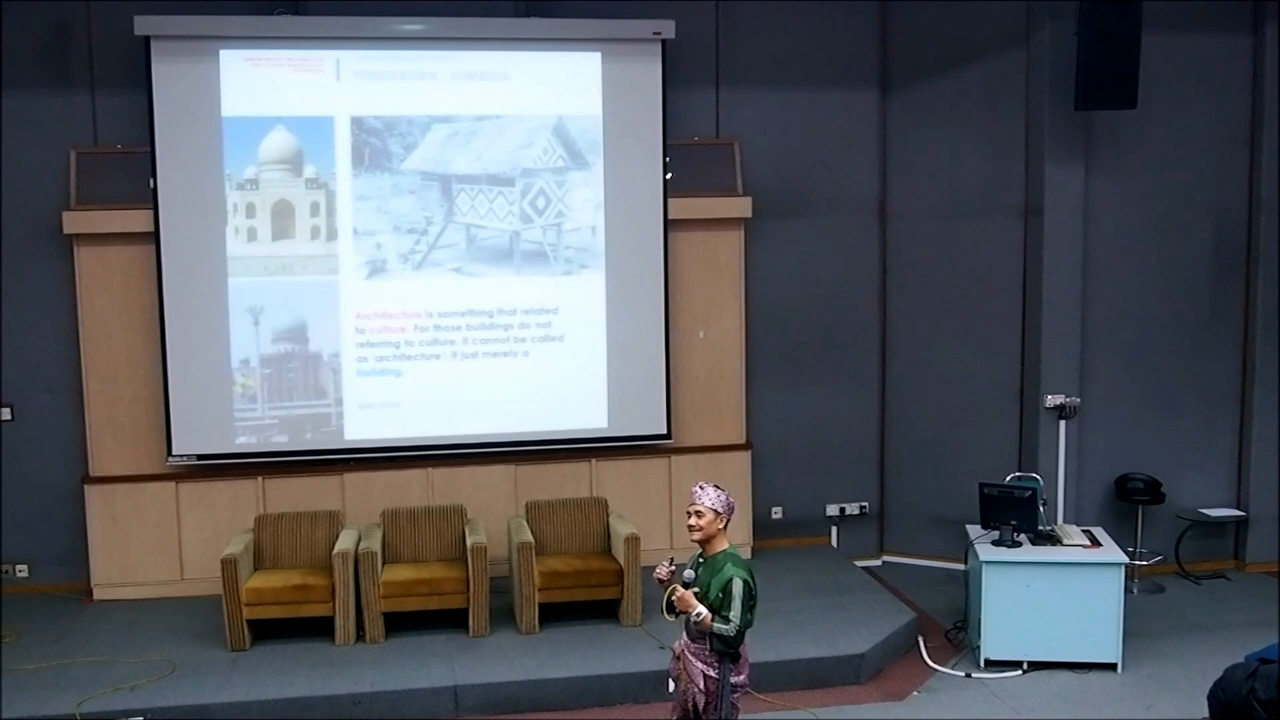 Architecture is something that related
to culture. For those buildings do not
referring to culture. It cannot be called
as 'architecture'. It just merely a
building.